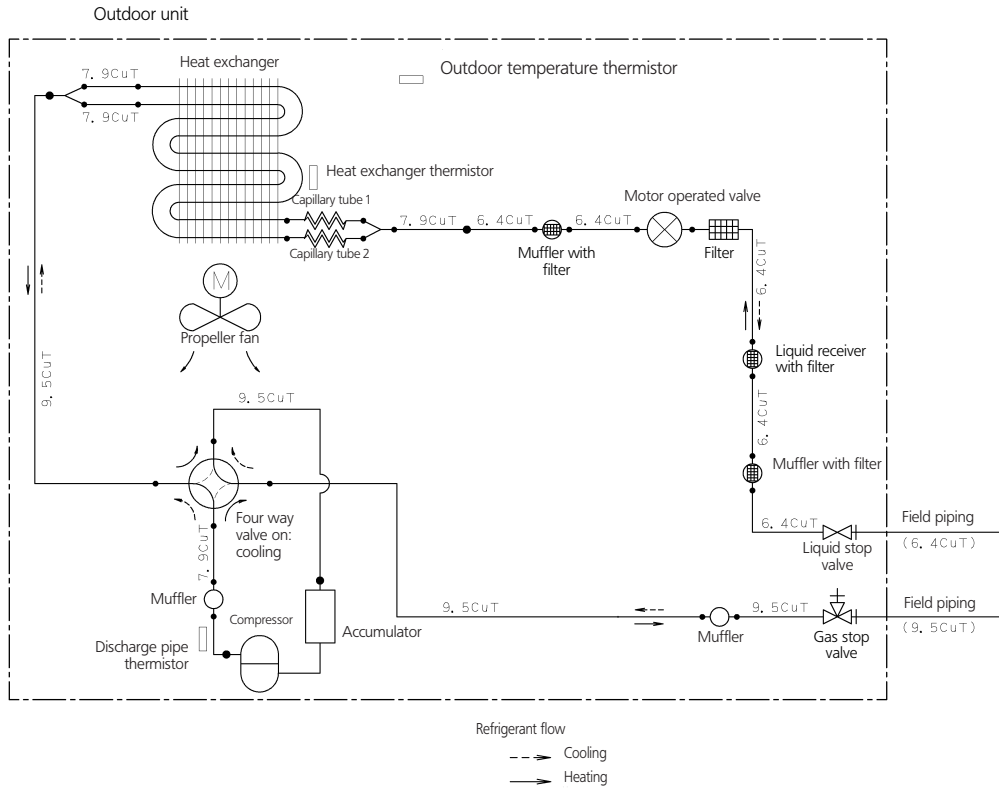 Outdoor unit
Heat exchanger
7. 9CuT
7. 9CuT
Outdoor temperature thermistor
Heat exchanger thermistor
Capillary tube 1
Capillary tube 2
7. 9CuT
6. 4CuT
6. 4CuT
Muffler with
filter
Motor operated valve
Filter
6. 4CuT
M
Propeller fan
Liquid receiver
with filter
9. 5CuT
9. 5CuT
6. 4CuT
Muffler with filter
Four way
valve on:
cooling
7. 9CuT
6. 4CuT
Liquid stop
valve
Field piping
(6. 4CuT)
Muffler
Compressor
Accumulator
Discharge pipe
thermistor
9. 5CuT
Muffler
9. 5CuT
Gas stop
valve
Field piping
(9. 5CuT)
Refrigerant flow
Cooling
Heating